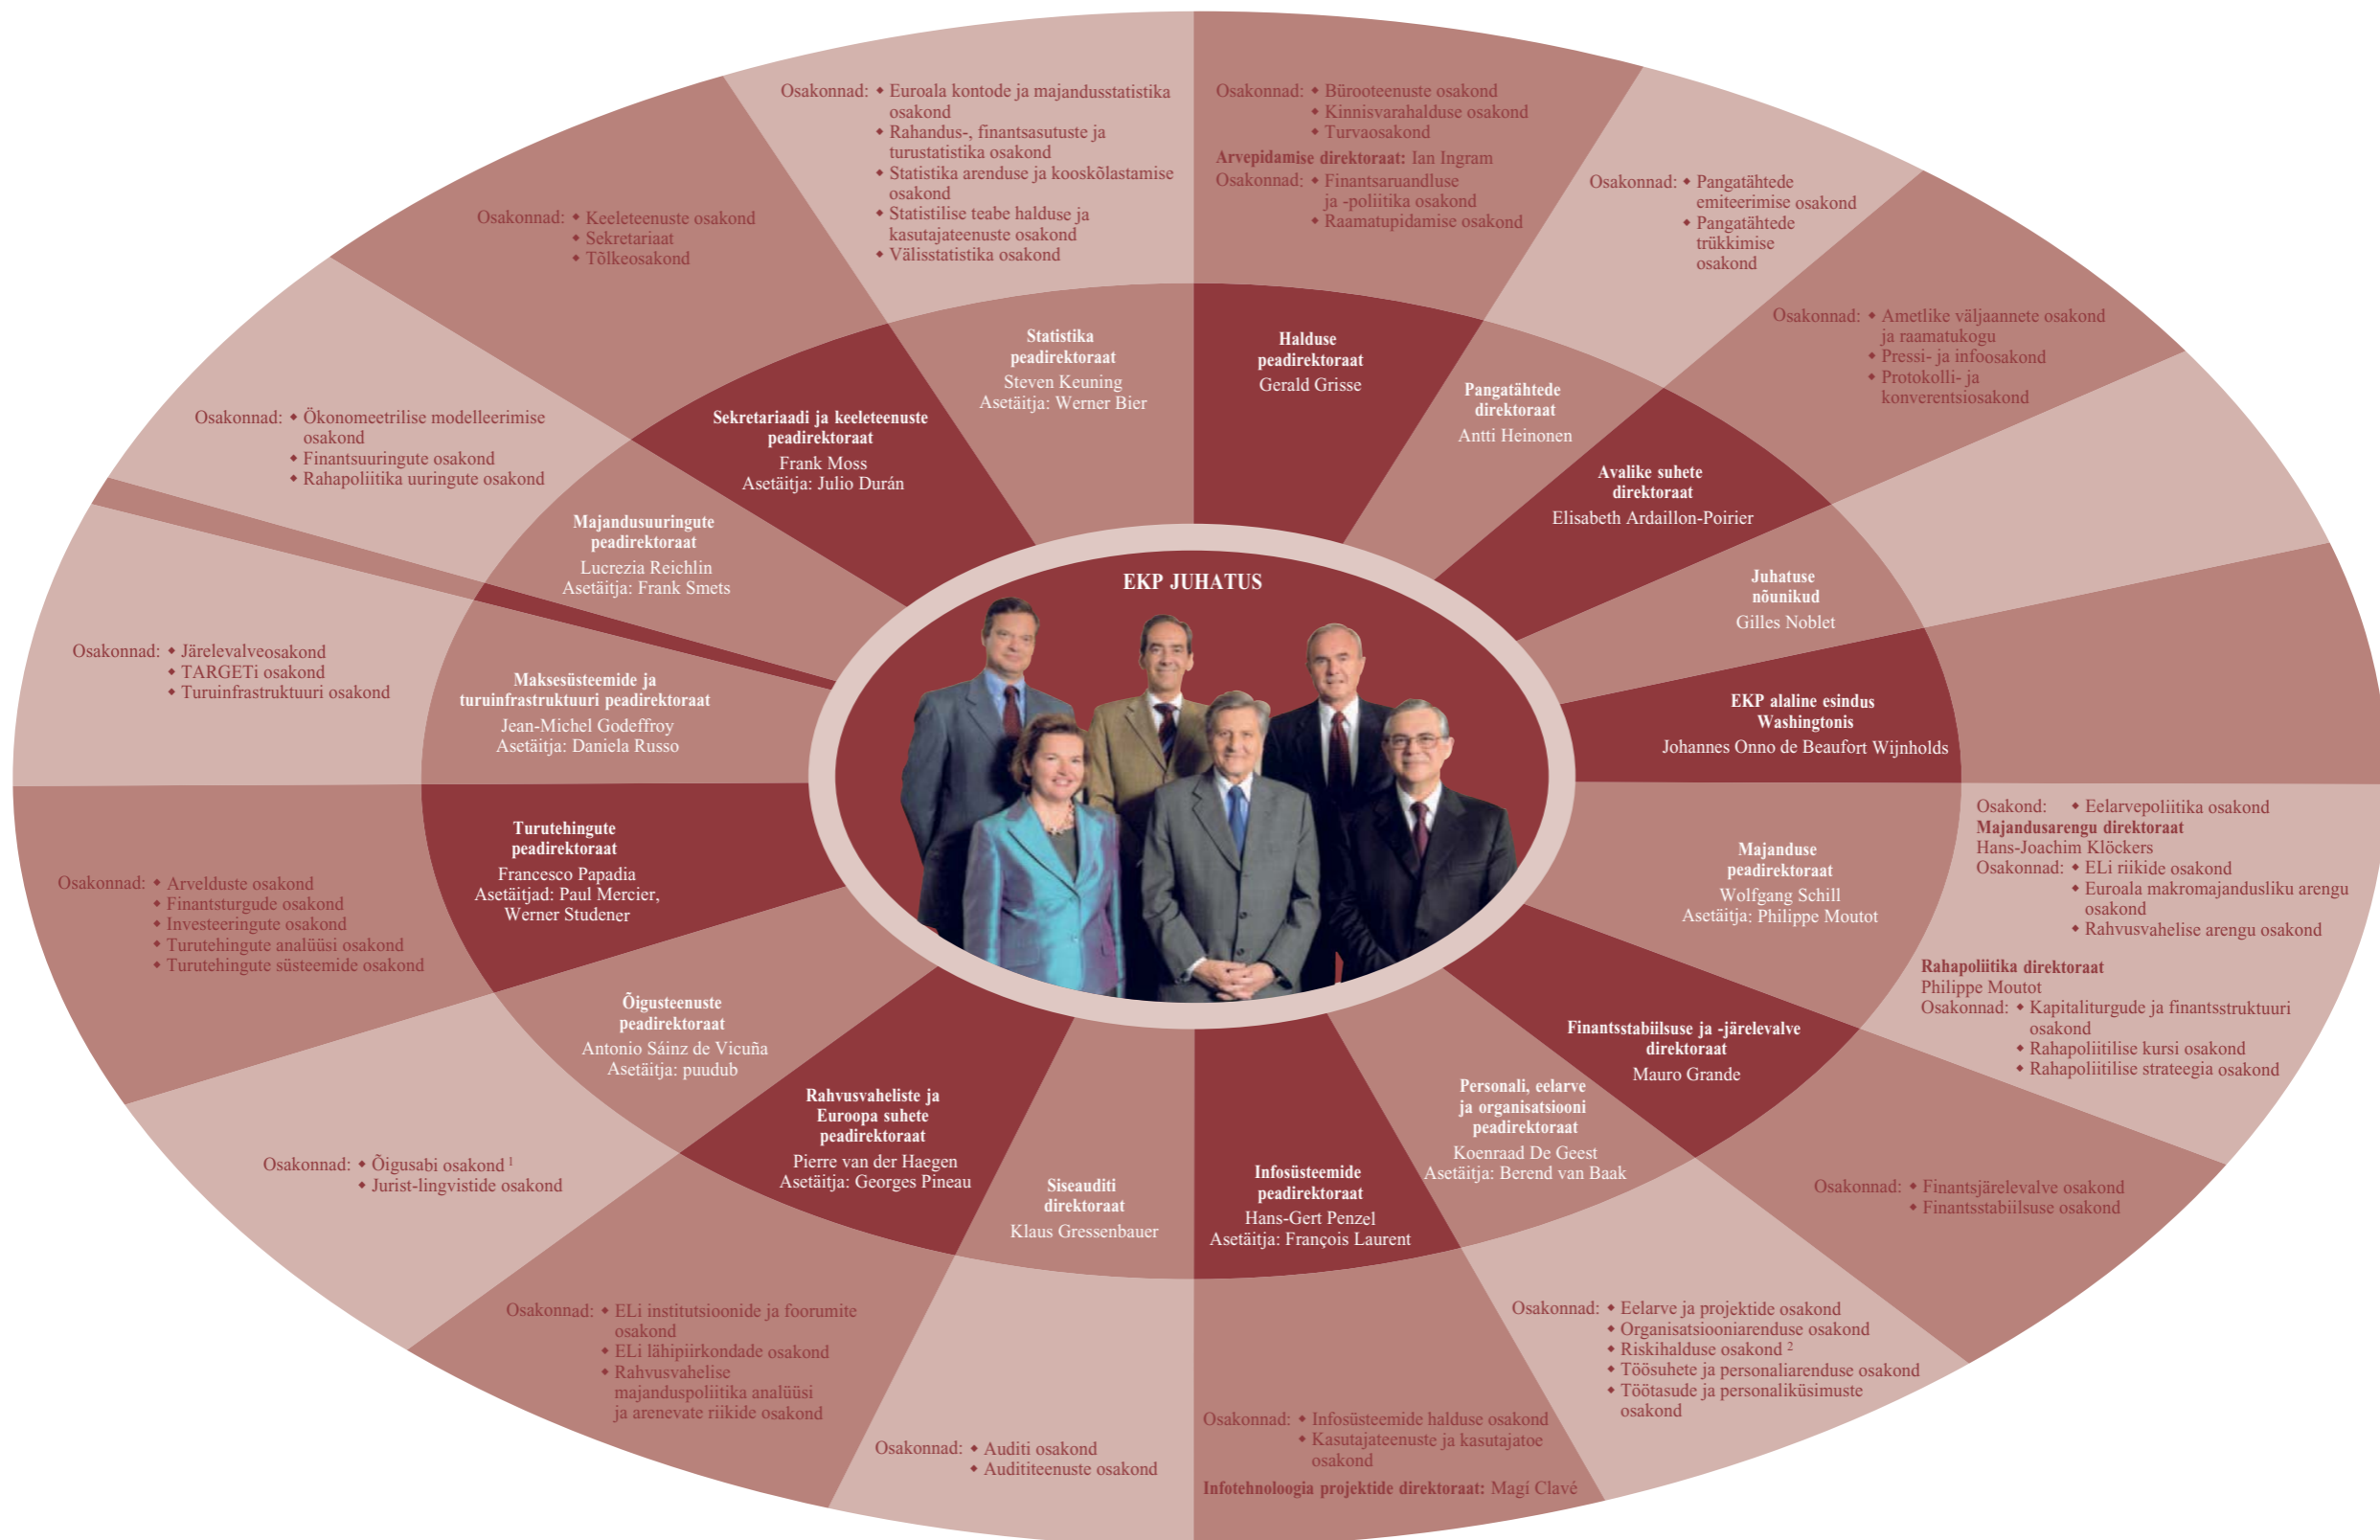 EKP JUHATUS
Osakonnad: ◆ Bürooteenuste osakond
◆ Kinnisvarahalduse osakond
◆ Turvaosakond
Arvepidamise direktoraat: Ian Ingram
Osakonnad: ◆ Finantsaruandluse
ja -poliitika osakond
◆ Raamatupidamise osakond
Halduse
peadirektoraat
Gerald Grisse
Osakonnad: ◆ Pangatähtede
emiteerimise osakond
◆ Pangatähtede
trükkimise
osakond
Pangatähtede
direktoraat
Antti Heinonen
Osakonnad: ◆ Ametlike väljaannete osakond
ja raamatukogu
◆ Pressi- ja infoosakond
◆ Protokolli- ja
konverentsiosakond
Avalike suhete
direktoraat
Elisabeth Ardaillon-Poirier
Juhatuse
nõunikud
Gilles Noblet
EKP alaline esindus
Washingtonis
Johannes Onno de Beaufort Wijnholds
Majanduse
peadirektoraat
Wolfgang Schill
Asetäitja: Philippe Moutot
Osakond: ◆ Eelarvepoliitika osakond
Majandusarengu direktoraat
Hans-Joachim Klöckers
Osakonnad: ◆ ELi riikide osakond
◆ Euroala makromajandusliku arengu
osakond
◆ Rahvusvahelise arengu osakond
Rahapoliitika direktoraat
Philippe Moutot
Osakonnad: ◆ Kapitaliturgude ja finantsstruktuuri
osakond
◆ Rahapoliitilise kursi osakond
◆ Rahapoliitilise strateegia osakond
Finantsstabiilsuse ja -järelevalve
direktoraat
Mauro Grande
Osakonnad: ◆ Finantsjärelevalve osakond
◆ Finantsstabiilsuse osakond
Personali, eelarve
ja organisatsiooni
peadirektoraat
Koenraad De Geest
Asetäitja: Berend van Baak
Osakonnad: ◆ Eelarve ja projektide osakond
◆ Organisatsiooniarenduse osakond
◆ Riskihalduse osakond 2
◆ Töösuhete ja personaliarenduse osakond
◆ Töötasude ja personaliküsimuste
osakond
Infosüsteemide
peadirektoraat
Hans-Gert Penzel
Asetäitja: François Laurent
Osakonnad: ◆ Infosüsteemide halduse osakond
◆ Kasutajateenuste ja kasutajatoe
osakond
Infotehnoloogia projektide direktoraat: Magí Clavé
Siseauditi
direktoraat
Klaus Gressenbauer
Osakonnad: ◆ Auditi osakond
◆ Audititeenuste osakond
Rahvusvaheliste ja
Euroopa suhete
peadirektoraat
Pierre van der Haegen
Asetäitja: Georges Pineau
Osakonnad: ◆ ELi institutsioonide ja foorumite
osakond
◆ ELi lähipiirkondade osakond
◆ Rahvusvahelise
majanduspoliitika analüüsi
ja arenevate riikide osakond
Õigusteenuste
peadirektoraat
Antonio Sáinz de Vicuña
Asetäitja: puudub
Osakonnad: ◆ Õigusabi osakond 1
◆ Jurist-lingvistide osakond
Turutehingute
peadirektoraat
Francesco Papadia
Asetäitjad: Paul Mercier,
Werner Studener
Osakonnad: ◆ Arvelduste osakond
◆ Finantsturgude osakond
◆ Investeeringute osakond
◆ Turutehingute analüüsi osakond
◆ Turutehingute süsteemide osakond
Maksesüsteemide ja
turuinfrastruktuuri peadirektoraat
Jean-Michel Godeffroy
Asetäitja: Daniela Russo
Osakonnad: ◆ Järelevalveosakond
◆ TARGETi osakond
◆ Turuinfrastruktuuri osakond
Majandusuuringute
peadirektoraat
Lucrezia Reichlin
Asetäitja: Frank Smets
Osakonnad: ◆ Ökonomeetrilise modelleerimise
osakond
◆ Finantsuuringute osakond
◆ Rahapoliitika uuringute osakond
Sekretariaadi ja keeleteenuste
peadirektoraat
Frank Moss
Asetäitja: Julio Durán
Osakonnad: ◆ Keeleteenuste osakond
◆ Sekretariaat
◆ Tõlkeosakond
Statistika
peadirektoraat
Steven Keuning
Asetäitja: Werner Bier
Osakonnad: ◆ Euroala kontode ja majandusstatistika
osakond
◆ Rahandus-, finantsasutuste ja
turustatistika osakond
◆ Statistika arenduse ja kooskõlastamise
osakond
◆ Statistilise teabe halduse ja
kasutajateenuste osakond
◆ Välisstatistika osakond